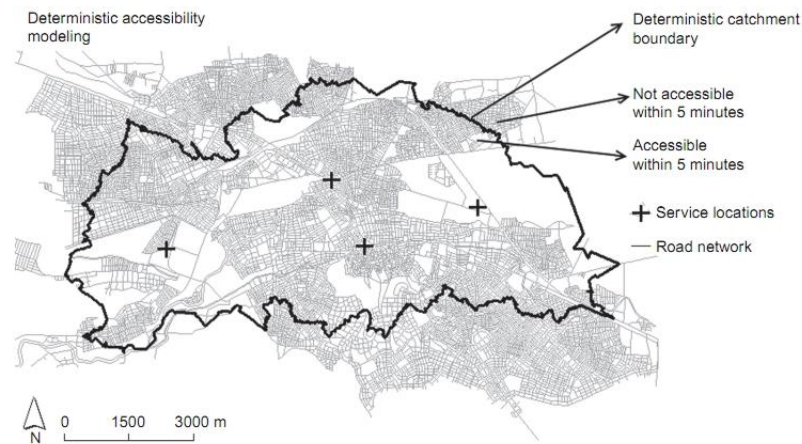 Deterministic accessibility
modeling
Deterministic catchment
boundary
Not accessible
within 5 minutes
Accessible
within 5 minutes
Service locations
Road network
N
0 1500 3000 m